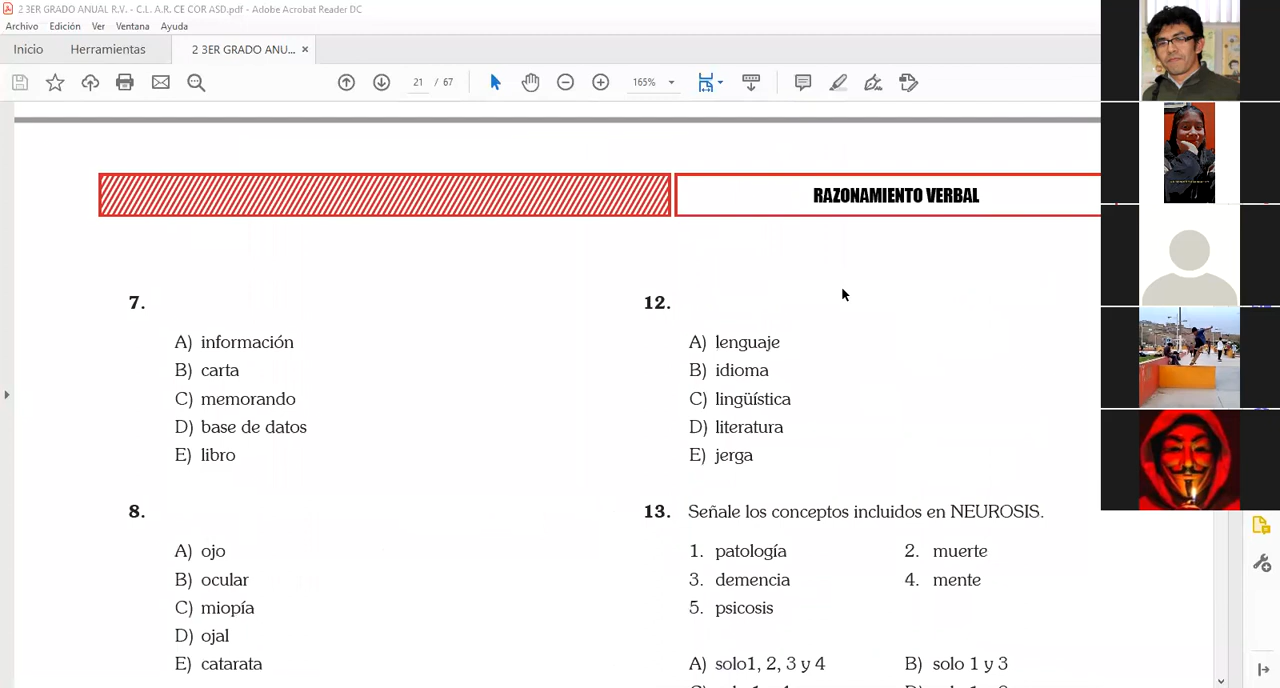 2 3ER GRADO ANUAL R.V. - C.L. A.R. CE COR ASD.pdf - Adobe Acrobat Reader DC
Archivo Edición Ver Ventana Ayuda
Inicio Herramientas 2 3ER GRADO ANU... ×
21 / 67 165%
RAZONAMIENTO VERBAL
7.
A) información
B) carta
C) memorando
D) base de datos
E) libro
8.
A) ojo
B) ocular
C) miopía
D) ojal
E) catarata
12.
A) lenguaje
B) idioma
C) lingüística
D) literatura
E) jerga
13. Señale los conceptos incluidos en NEUROSIS.
1. patología 2. muerte
3. demencia 4. mente
5. psicosis
A) solo1, 2, 3 y 4 B) solo 1 y 3